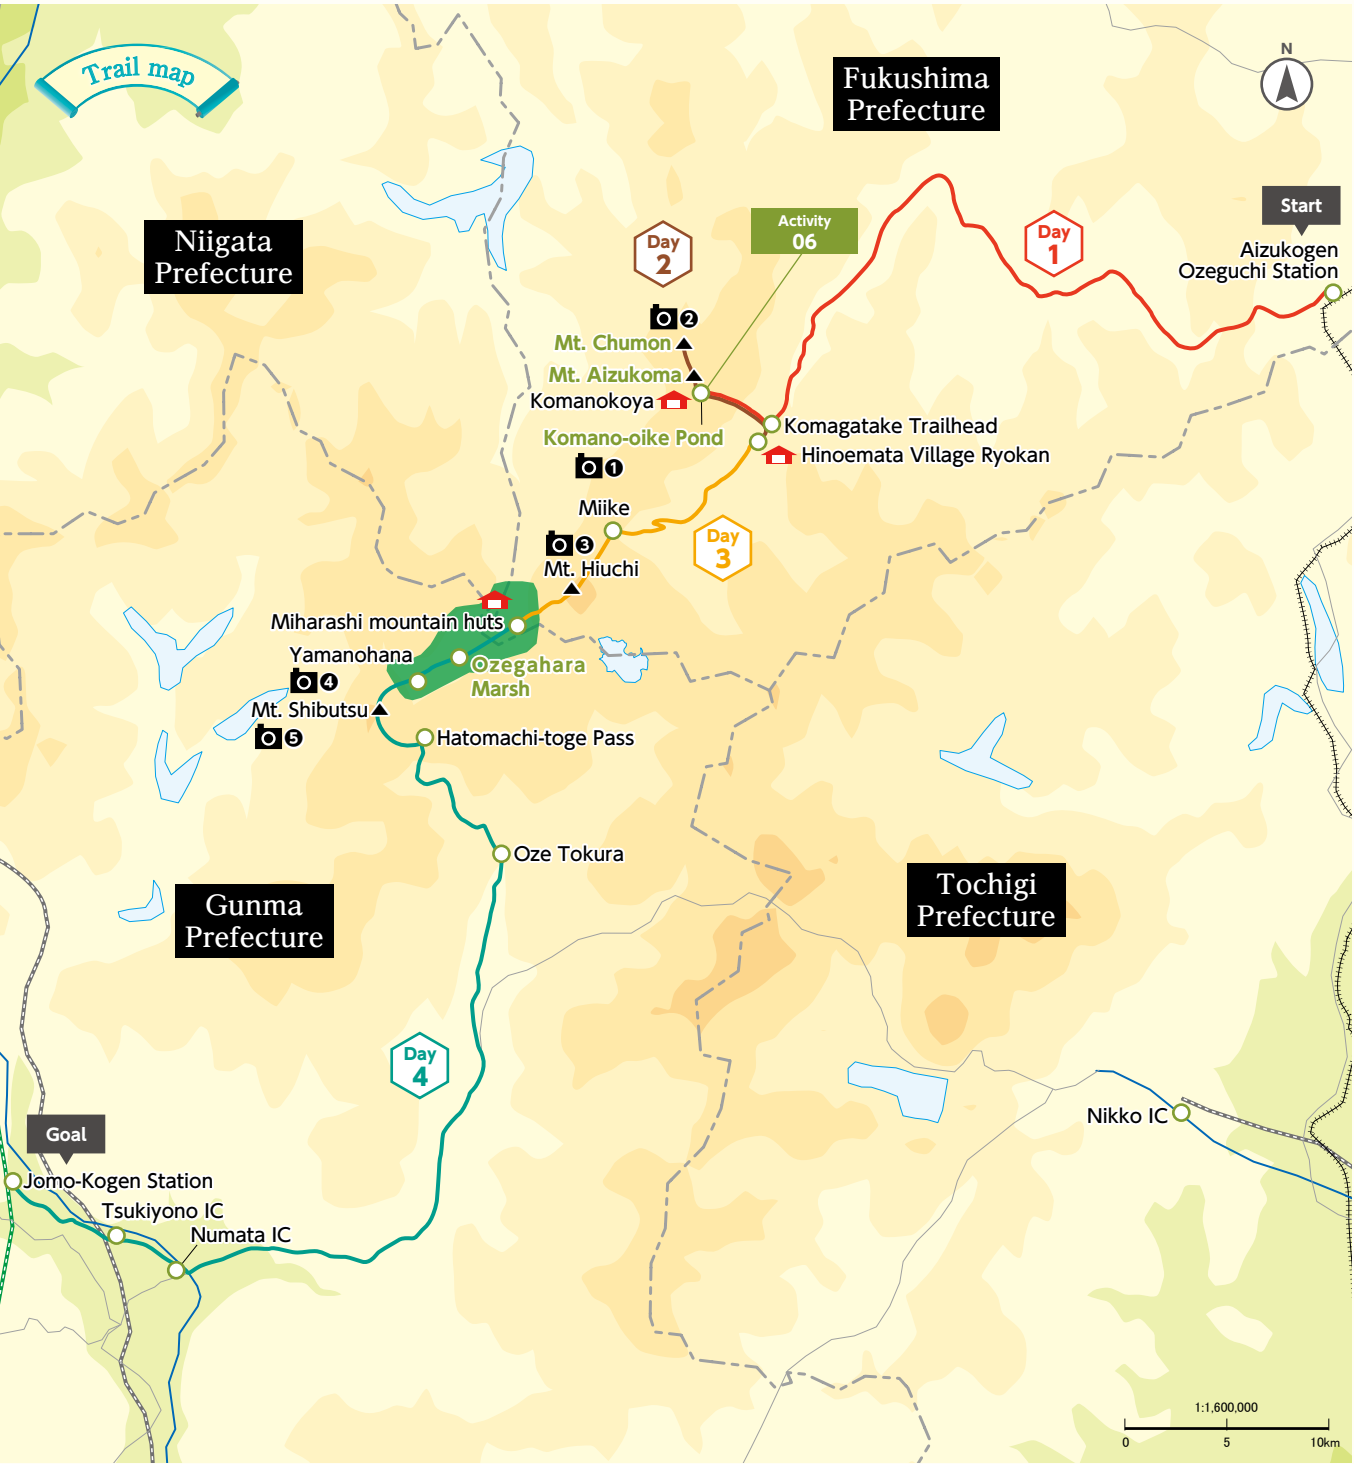 Trail map
Fukushima
Prefecture
N
Start
Aizukogen
Ozeguchi Station
Niigata
Prefecture
Day
2
Activity
06
Day
1
2
Mt. Chumon
Mt. Aizukoma
Komanokoya
Komagatake Trailhead
Komano-oike Pond
Hinoemata Village Ryokan
1
Miike
3
Mt. Hiuchi
Day
3
Miharashi mountain huts
Yamanohana
Ozegahara
Marsh
4
Mt. Shibutsu
5
Hatomachi-toge Pass
Oze Tokura
Gunma
Prefecture
Tochigi
Prefecture
Day
4
Nikko IC
Goal
Jomo-Kogen Station
Tsukiyono IC
Numata IC
1:1,600,000
0 5 10km